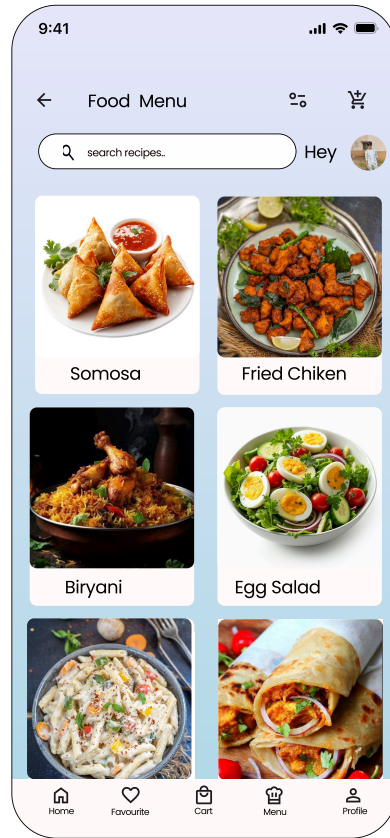 9:41
Food Menu
search recipes..
Hey
Somosa
Fried Chiken
Biryani
Egg Salad
Home
Favourite
Cart
Menu
Profile